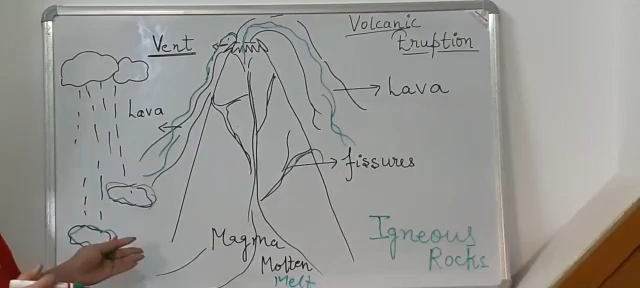 Volcanic
Eruption
Vent
Lava
Lava
fissures
Magma
Molten
Melt
Igneous
Rocks